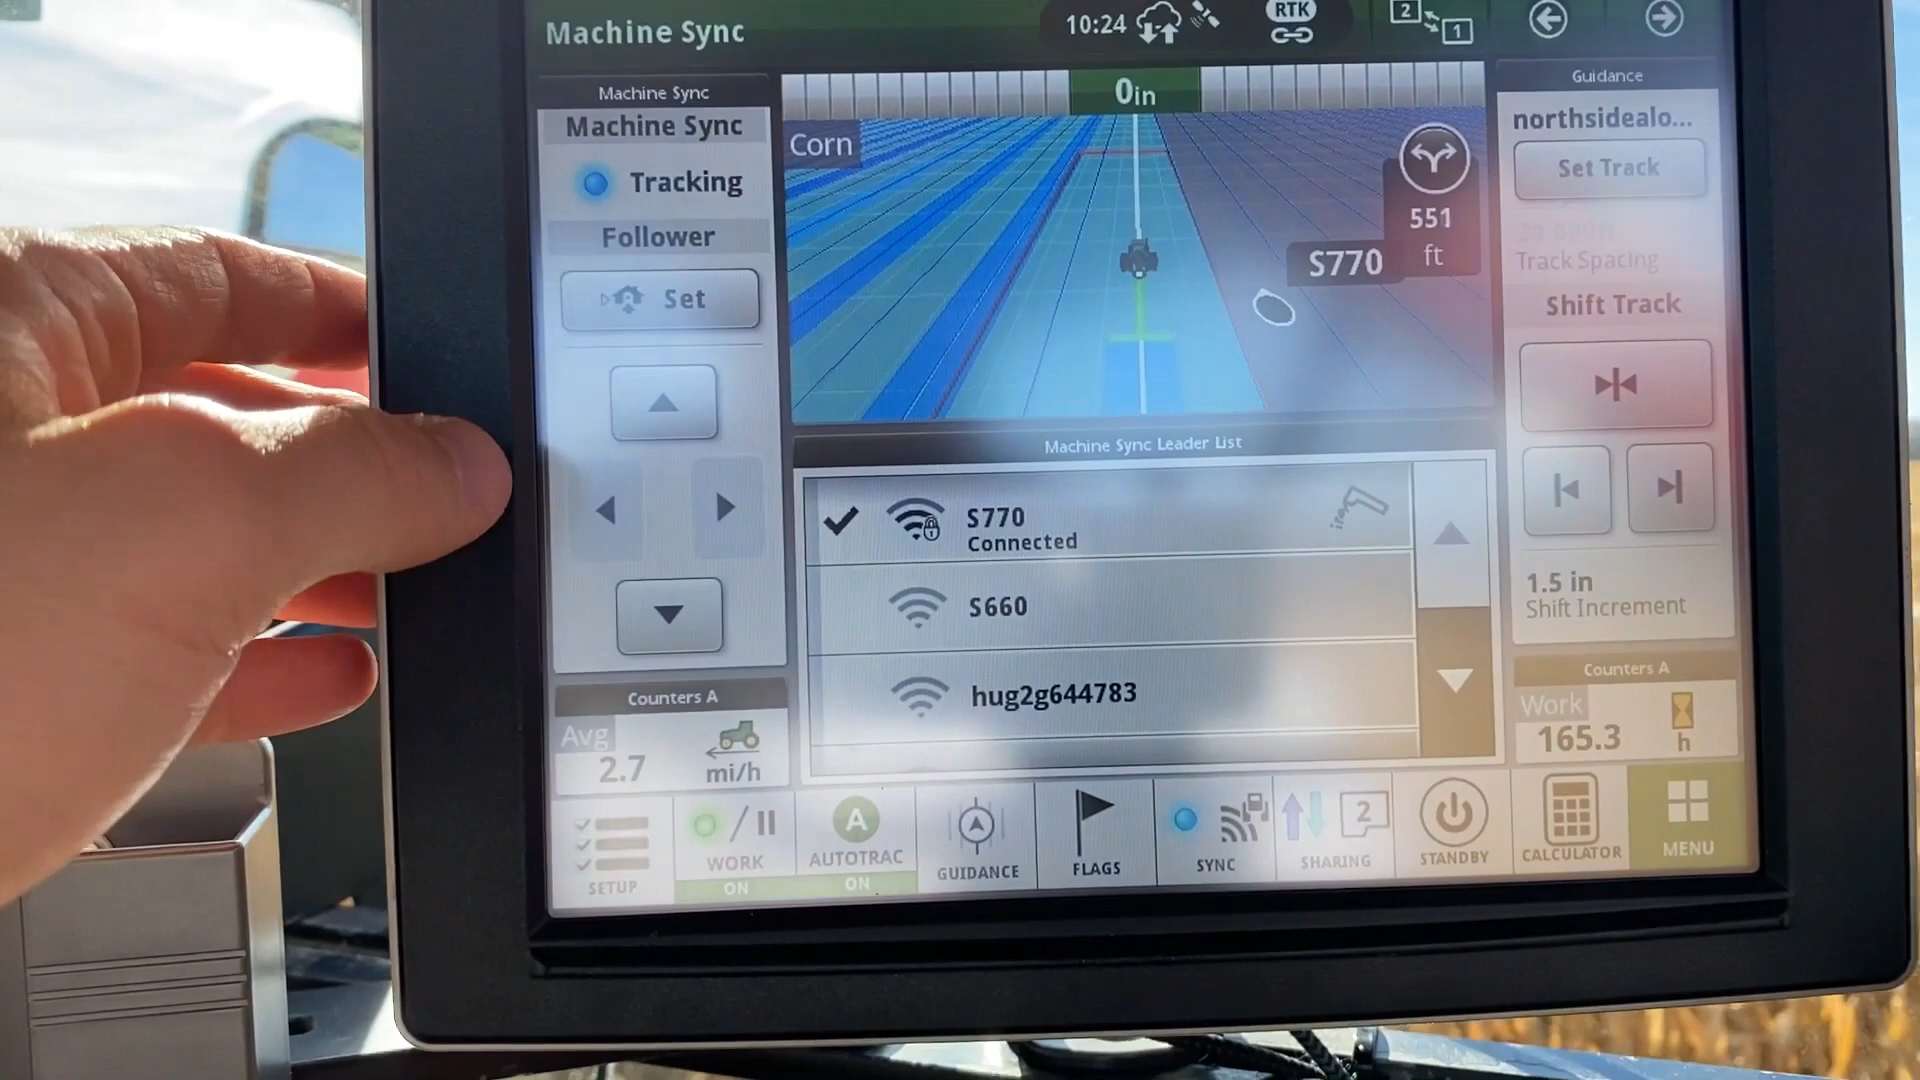 Machine Sync
10:24
RTK
2
1
Machine Sync
Machine Sync
Tracking
Follower
Set
0in
Corn
551
ft
S770
Guidance
northsidealo...
Set Track
Track Spacing
Shift Track
1.5 in
Shift Increment
Machine Sync Leader List
S770
Connected
S660
hug2g644783
Counters A
Avg
2.7
mi/h
Counters A
Work
165.3
h
SETUP
WORK
ON
A
AUTOTRAC
ON
GUIDANCE
FLAGS
SYNC
2
SHARING
STANDBY
CALCULATOR
MENU